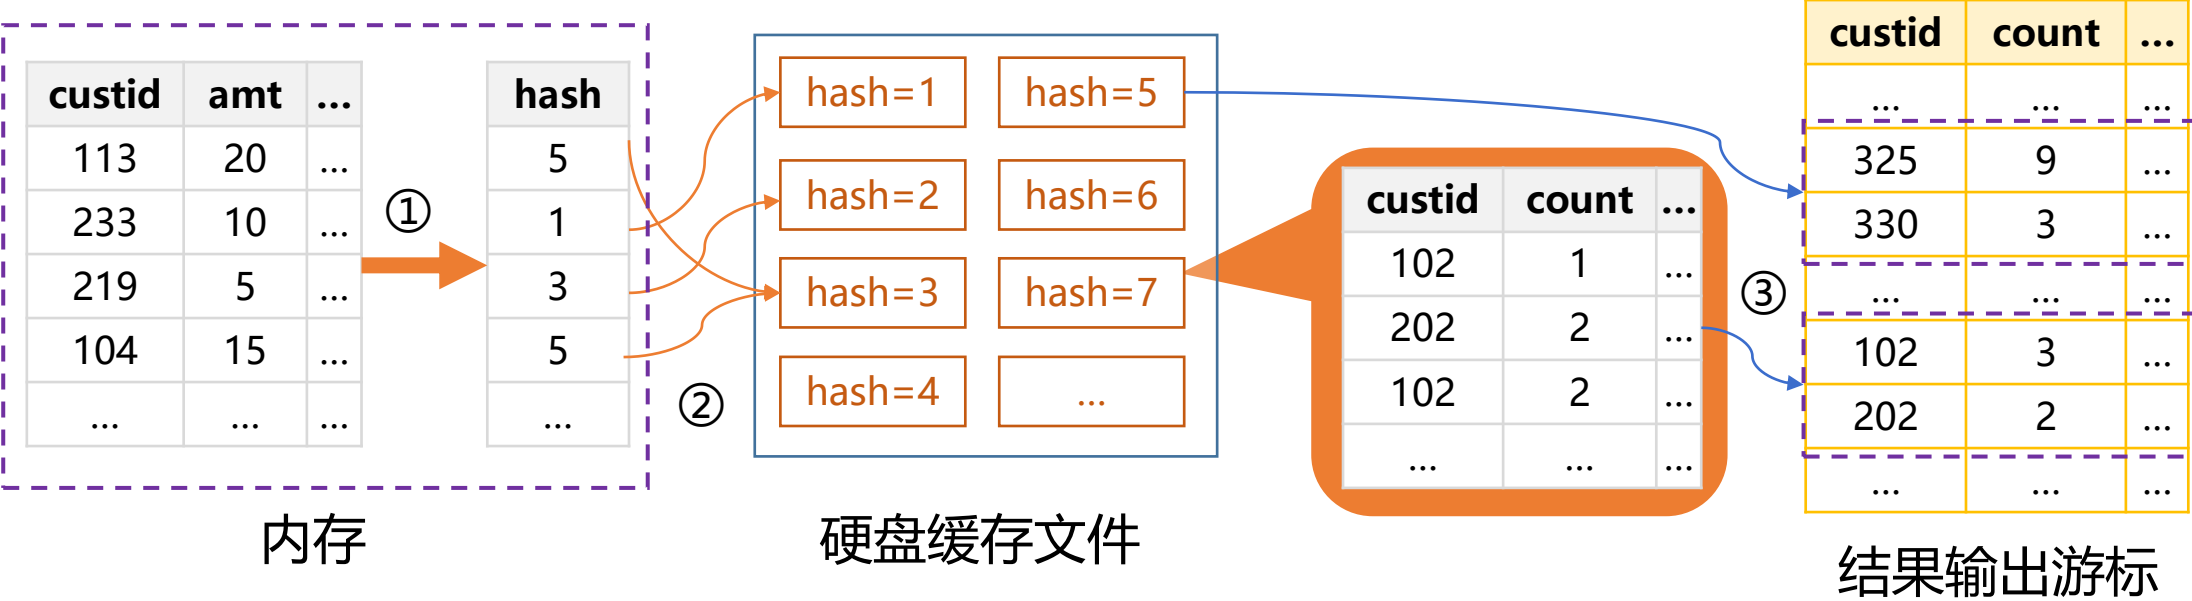 custid amt ...
113 20 ...
233 10 ...
219 5 ...
104 15 ...
... ... ...
①
hash
5
1
3
5
...
内存
②
hash=1 hash=5
hash=2 hash=6
hash=3 hash=7
hash=4 ...
硬盘缓存文件
custid count ...
102 1 ...
202 2 ...
102 2 ...
... ... ...
③
custid count ...
... ... ...
325 9 ...
330 3 ...
... ... ...
102 3 ...
202 2 ...
... ... ...
结果输出游标